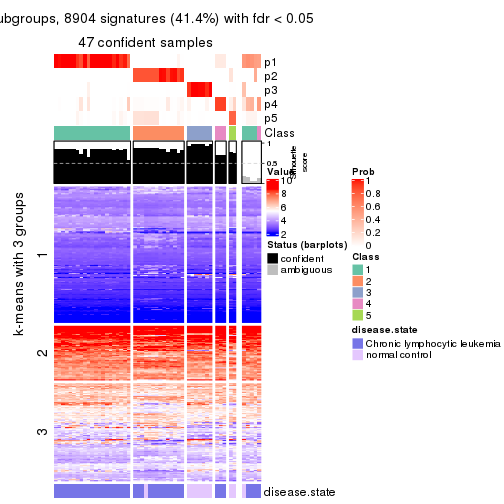 ubgroups, 8904 signatures (41.4%) with fdr < 0.05
47 confident samples
p1
p2
p3
p4
p5
Class
1
0.5
0
Silhouette
score
k-means with 3 groups
1
2
3
disease.state
Value
10
8
6
4
2
Status (barplots)
confident
ambiguous
Prob
1
0.8
0.6
0.4
0.2
0
Class
1
2
3
4
5
disease.state
Chronic lymphocytic leukemia
normal control